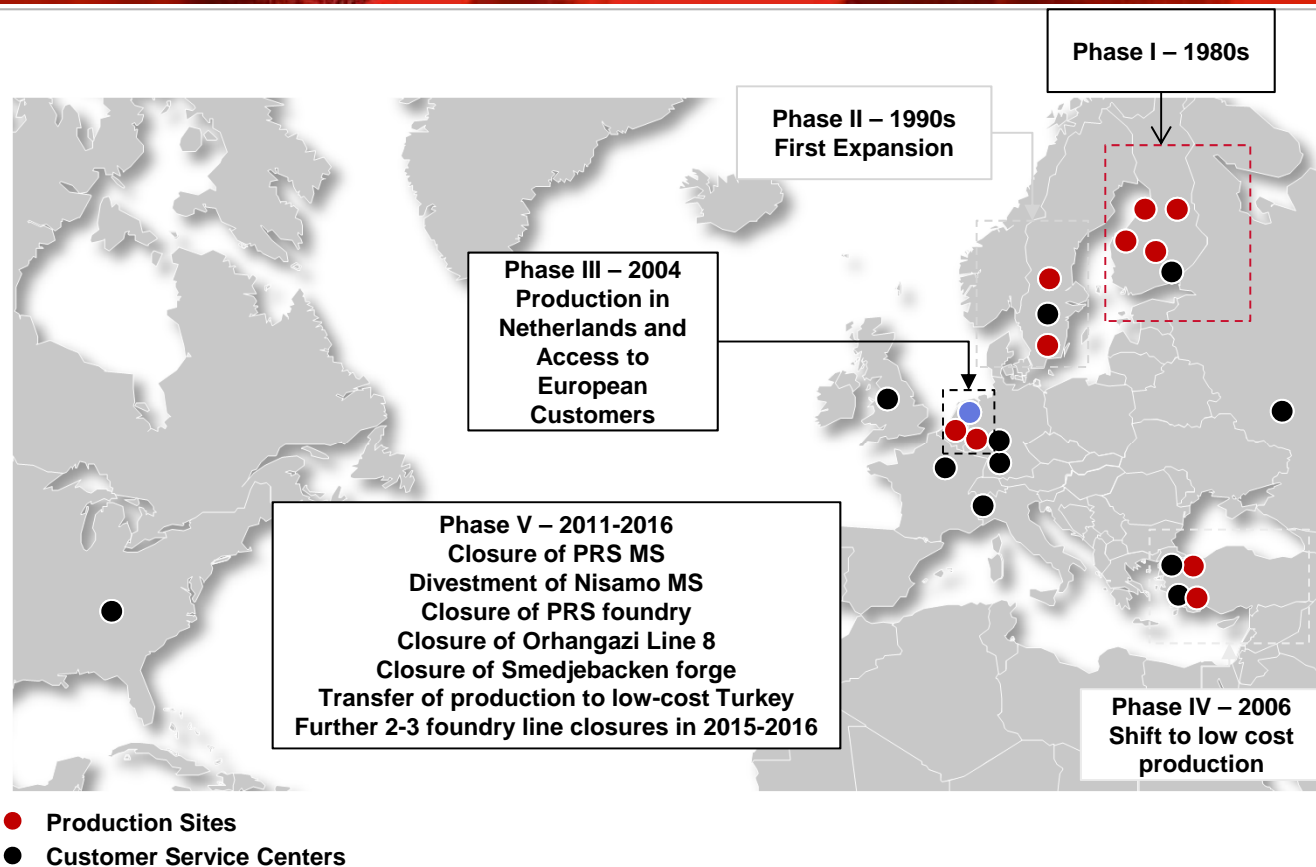 Phase I – 1980s
Phase II – 1990s
First Expansion
Phase III – 2004
Production in
Netherlands and
Access to
European
Customers
Phase V – 2011-2016
Closure of PRS MS
Divestment of Nisamo MS
Closure of PRS foundry
Closure of Orhangazi Line 8
Closure of Smedjebacken forge
Transfer of production to low-cost Turkey
Further 2-3 foundry line closures in 2015-2016
Phase IV – 2006
Shift to low cost
production
Production Sites
Customer Service Centers